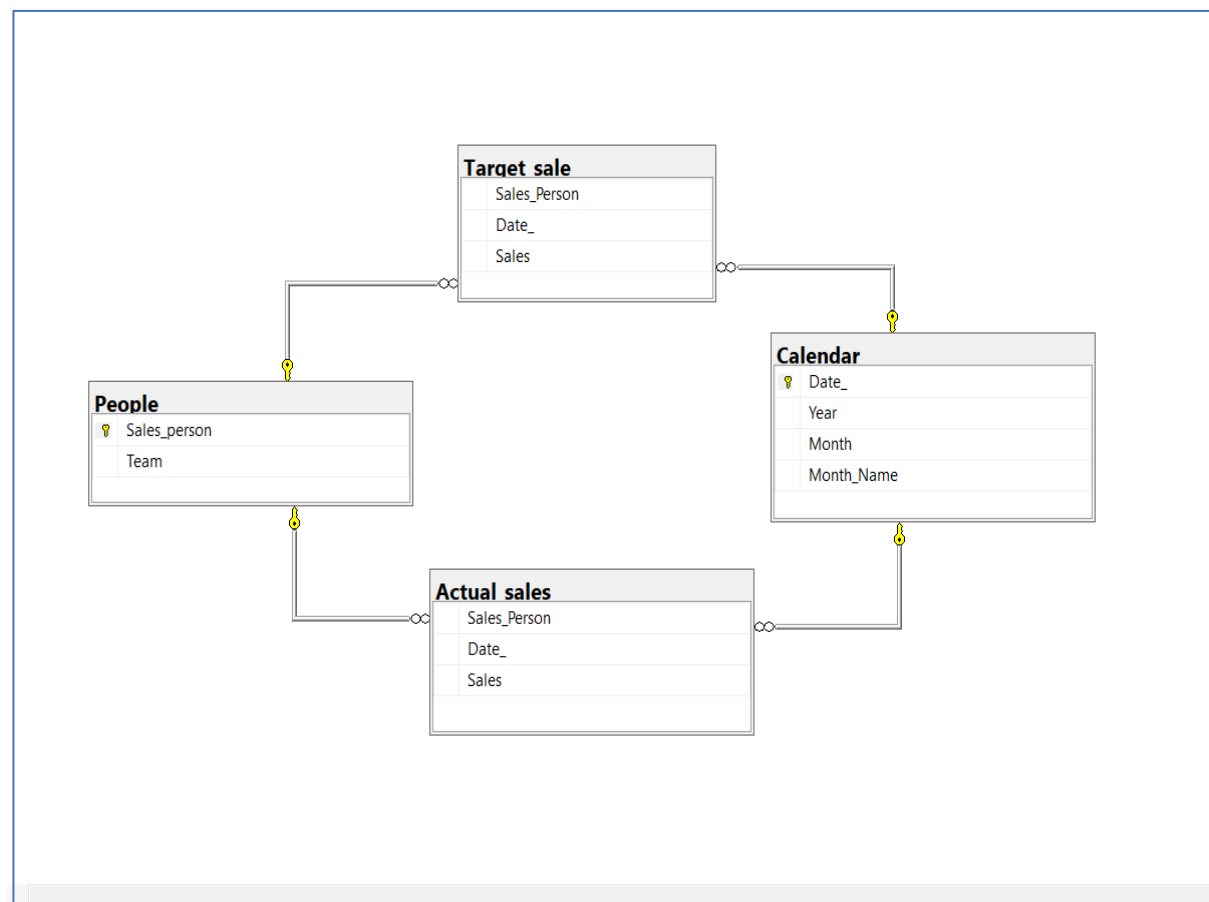 Target sale
Sales_Person
Date_
Sales
Calendar
Date_
Year
Month
Month_Name
People
Sales_person
Team
Actual sales
Sales_Person
Date_
Sales